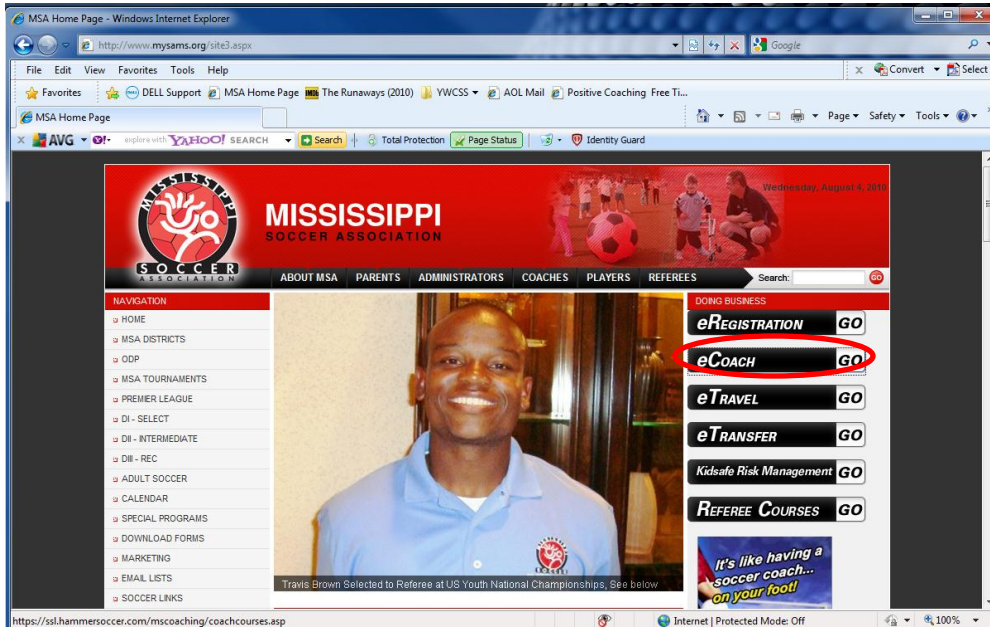 MSA Home Page - Windows Internet Explorer
http://www.mysams.org/site3.aspx
Google
File Edit View Favorites Tools Help
x Convert Select
Favorites DELL Support MSA Home Page The Runaways (2010) YWCSS AOL Mail Positive Coaching Free Ti...
MSA Home Page
Page Safety Tools
x AVG explore with YAHOO! SEARCH Search Total Protection Page Status Identity Guard
MISSISSIPPI
SOCCER
ASSOCIATION
MISSISSIPPI
SOCCER ASSOCIATION
Wednesday, August 4, 2010
ABOUT MSA PARENTS ADMINISTRATORS COACHES PLAYERS REFEREES Search: GO
NAVIGATION
HOME
MSA DISTRICTS
ODP
MSA TOURNAMENTS
PREMIER LEAGUE
DI - SELECT
DII - INTERMEDIATE
DIII - REC
ADULT SOCCER
CALENDAR
SPECIAL PROGRAMS
DOWNLOAD FORMS
MARKETING
EMAIL LISTS
SOCCER LINKS
Travis Brown Selected to Referee at US Youth National Championships, See below
DOING BUSINESS
eREGISTRATION GO
eCOACH GO
eTRAVEL GO
eTRANSFER GO
Kidsafe Risk Management GO
REFEREE COURSES GO
It's like having a
soccer coach...
on your foot!
https://ssl.hammersoccer.com/mscoaching/coachcourses.asp
Internet | Protected Mode: Off
100%